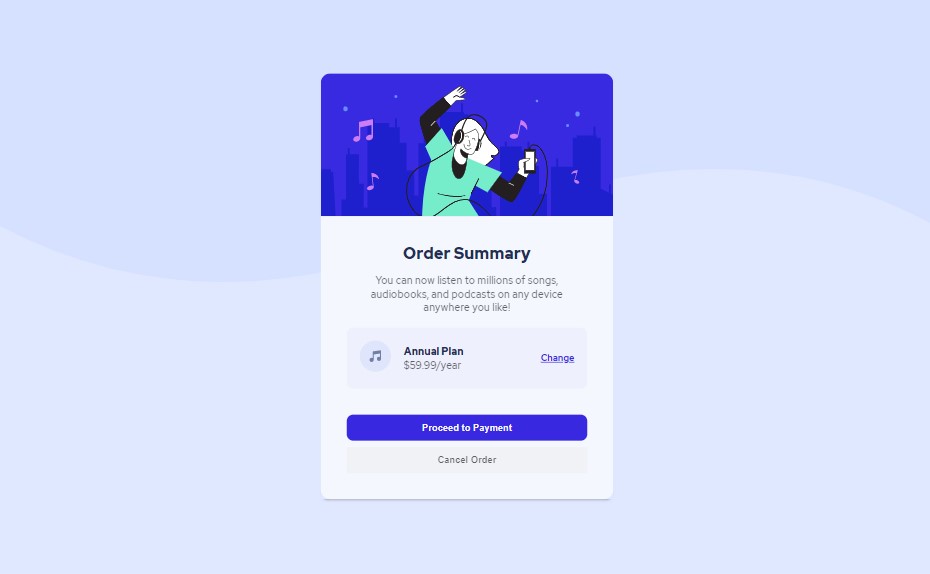 Order Summary
You can now listen to millions of songs,
audiobooks, and podcasts on any device
anywhere you like!
Annual Plan
$59.99/year
Change
Proceed to Payment
Cancel Order